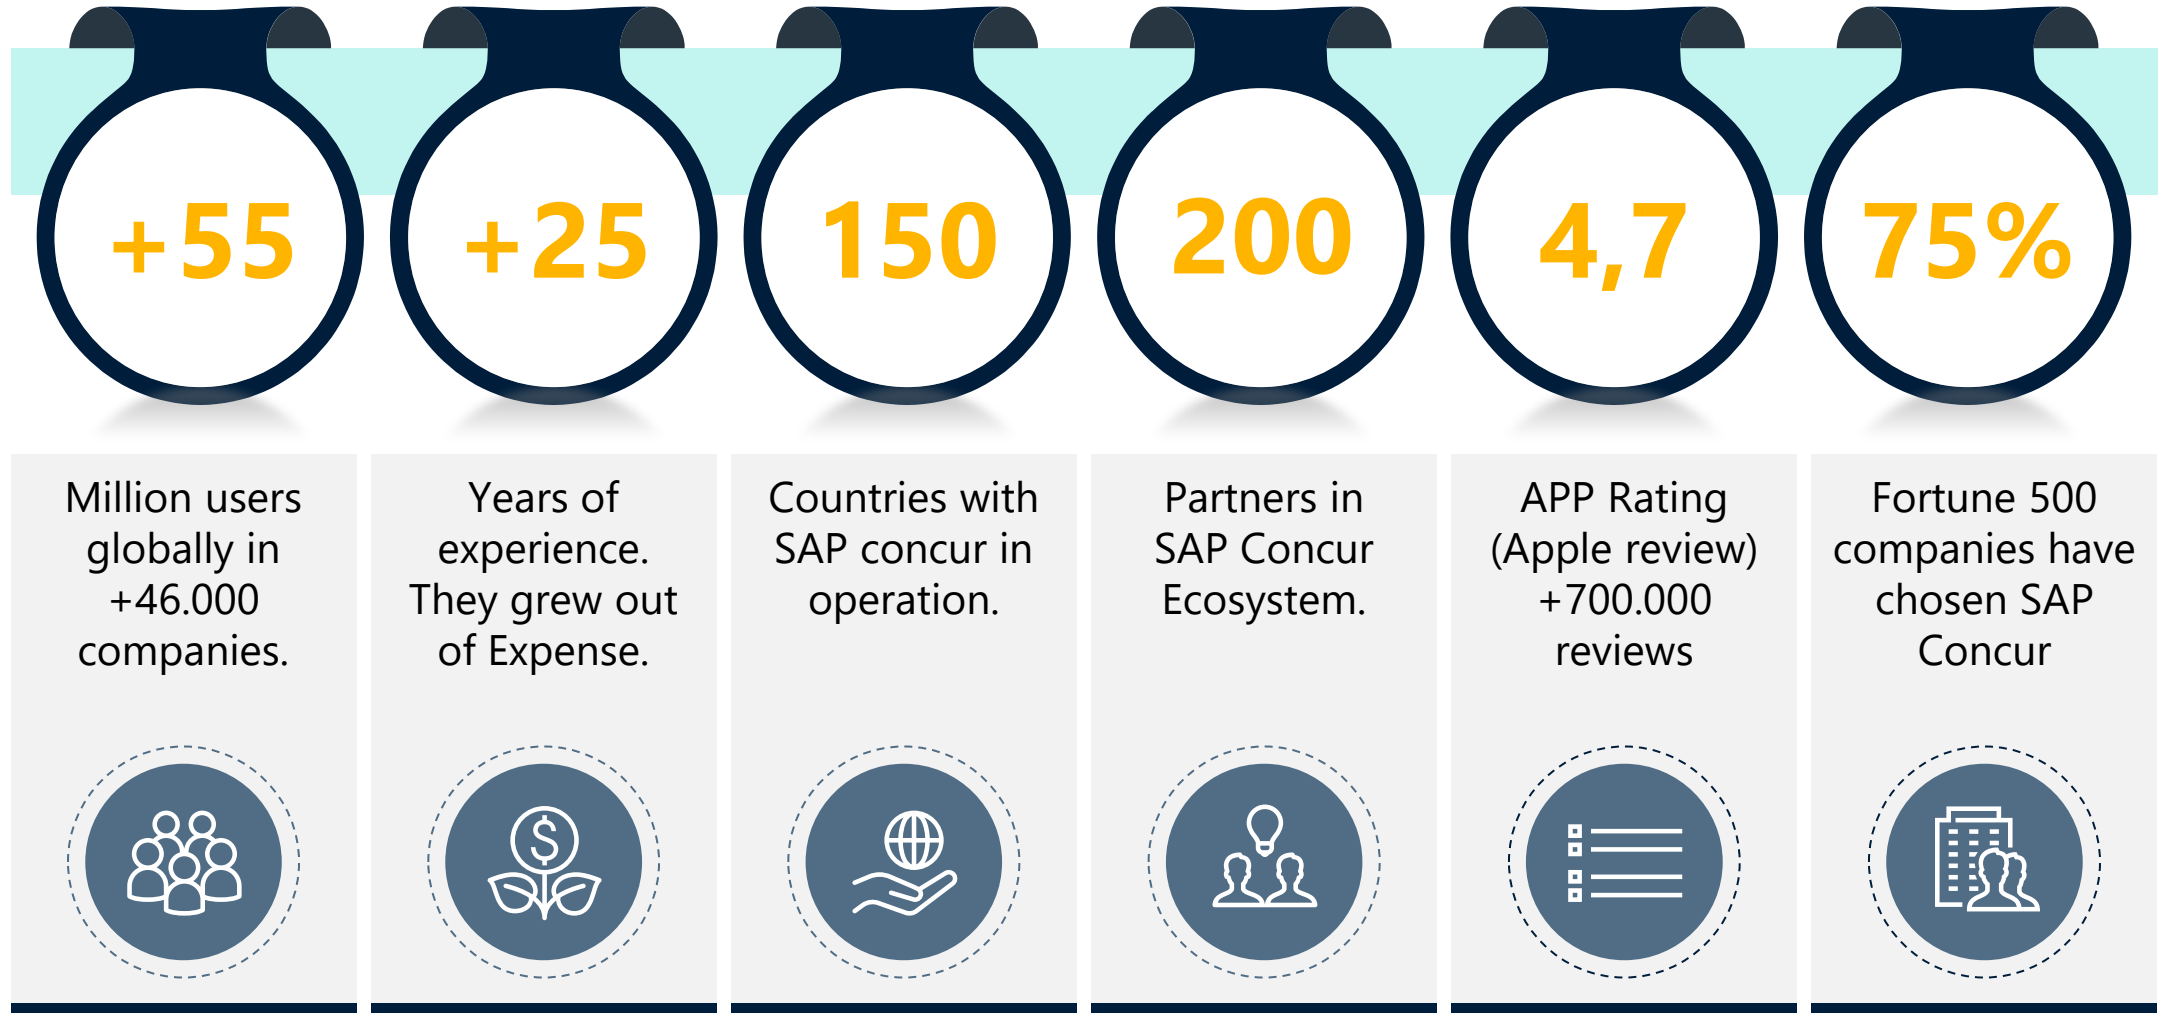 +55
+25
150
200
4,7
75%
Million users
globally in
+46.000
companies.
Years of
experience.
They grew out
of Expense.
Countries with
SAP concur in
operation.
Partners in
SAP Concur
Ecosystem.
APP Rating
(Apple review)
+700.000
reviews
Fortune 500
companies have
chosen SAP
Concur
$